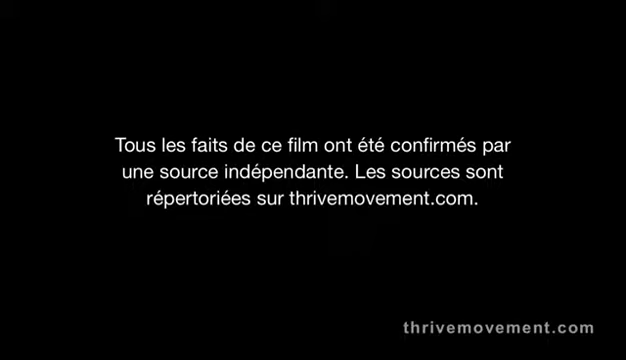 Tous les faits de ce film ont été confirmés par
une source indépendante. Les sources sont
répertoriées sur thrivemovement.com.
thrivemovement.com